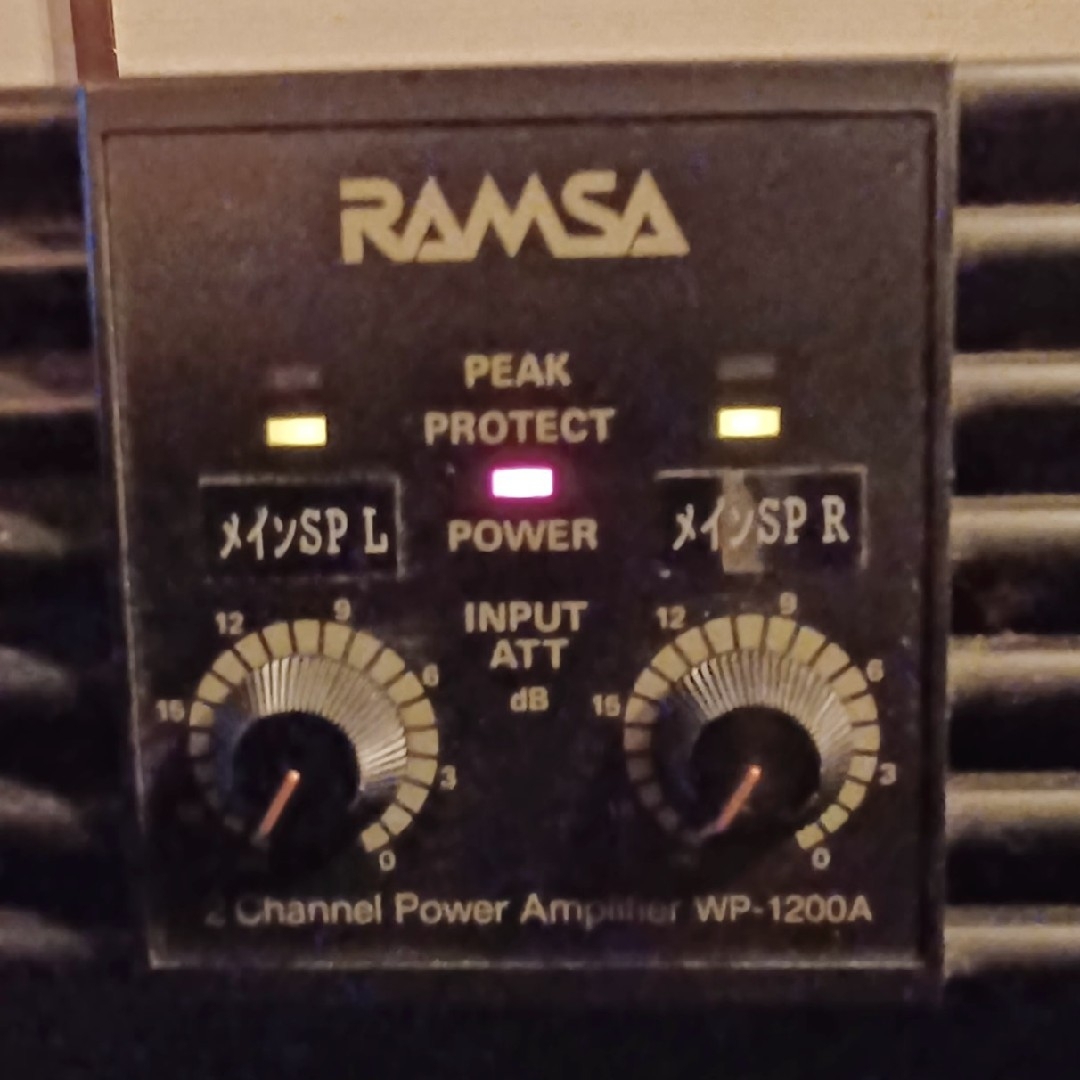 RAMSA
PEAK
PROTECT
POWER
メインSP L
メインSP R
INPUT
ATT
dB
15 12 9 6 3 0
15 12 9 6 3 0
2 Channel Power Amplifier WP-1200A